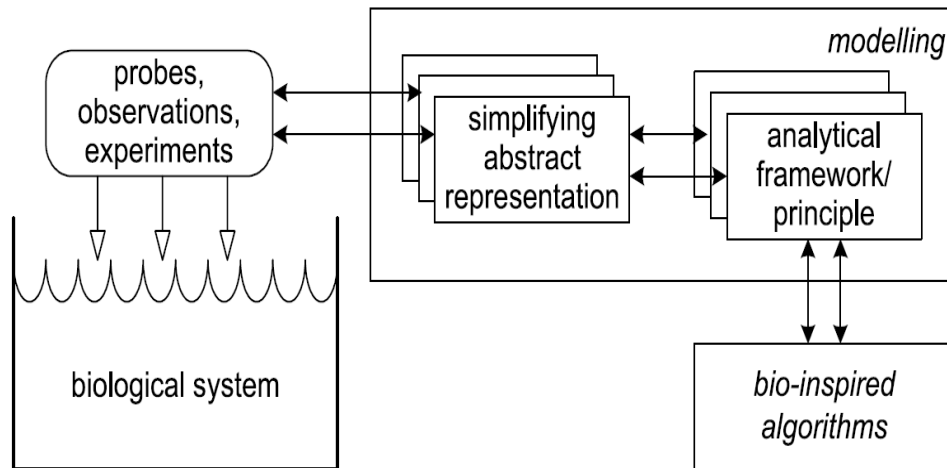 modelling
probes,
observations,
experiments
simplifying
abstract
representation
analytical
framework/
principle
biological system
bio-inspired
algorithms